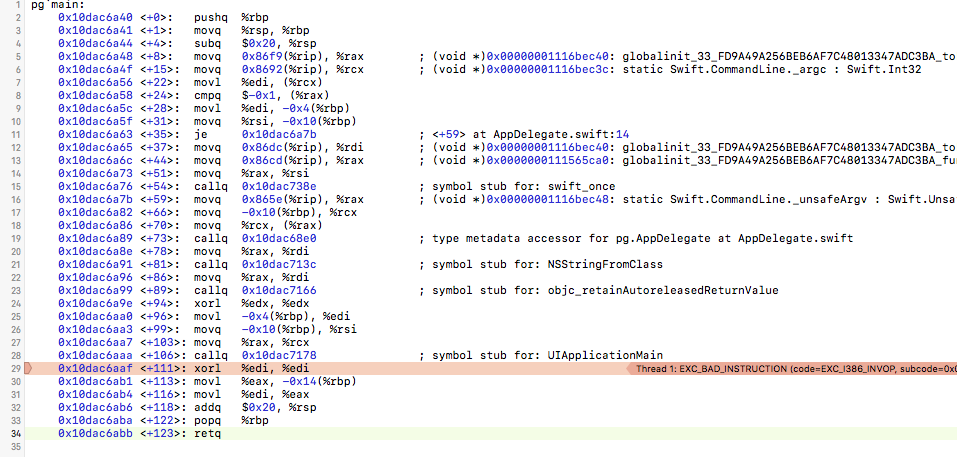 1 pg`main:
2 0x10dac6a40 <+0>: pushq %rbp
3 0x10dac6a41 <+1>: movq %rsp, %rbp
4 0x10dac6a44 <+4>: subq $0x20, %rsp
5 0x10dac6a48 <+8>: movq 0x86f9(%rip), %rax ; (void *)0x00000001116bec40: globalinit_33_FD9A49A256BEB6AF7C48013347ADC3BA_to
6 0x10dac6a4f <+15>: movq 0x8692(%rip), %rcx ; (void *)0x00000001116bec3c: static Swift.CommandLine._argc : Swift.Int32
7 0x10dac6a56 <+22>: movl %edi, (%rcx)
8 0x10dac6a58 <+24>: cmpq $-0x1, (%rax)
9 0x10dac6a5c <+28>: movl %edi, -0x4(%rbp)
10 0x10dac6a5f <+31>: movq %rsi, -0x10(%rbp)
11 0x10dac6a63 <+35>: je 0x10dac6a7b ; <+59> at AppDelegate.swift:14
12 0x10dac6a65 <+37>: movq 0x86dc(%rip), %rdi ; (void *)0x00000001116bec40: globalinit_33_FD9A49A256BEB6AF7C48013347ADC3BA_to
13 0x10dac6a6c <+44>: movq 0x86cd(%rip), %rax ; (void *)0x0000000111565ca0: globalinit_33_FD9A49A256BEB6AF7C48013347ADC3BA_fu
14 0x10dac6a73 <+51>: movq %rax, %rsi
15 0x10dac6a76 <+54>: callq 0x10dac738e ; symbol stub for: swift_once
16 0x10dac6a7b <+59>: movq 0x865e(%rip), %rax ; (void *)0x00000001116bec48: static Swift.CommandLine._unsafeArgv : Swift.Unsa
17 0x10dac6a82 <+66>: movq -0x10(%rbp), %rcx
18 0x10dac6a86 <+70>: movq %rcx, (%rax)
19 0x10dac6a89 <+73>: callq 0x10dac68e0 ; type metadata accessor for pg.AppDelegate at AppDelegate.swift
20 0x10dac6a8e <+78>: movq %rax, %rdi
21 0x10dac6a91 <+81>: callq 0x10dac713c ; symbol stub for: NSStringFromClass
22 0x10dac6a96 <+86>: movq %rax, %rdi
23 0x10dac6a99 <+89>: callq 0x10dac7166 ; symbol stub for: objc_retainAutoreleasedReturnValue
24 0x10dac6a9e <+94>: xorl %edx, %edx
25 0x10dac6aa0 <+96>: movl -0x4(%rbp), %edi
26 0x10dac6aa3 <+99>: movq -0x10(%rbp), %rsi
27 0x10dac6aa7 <+103>: movq %rax, %rcx
28 0x10dac6aaa <+106>: callq 0x10dac7178 ; symbol stub for: UIApplicationMain
29 0x10dac6aaf <+111>: xorl %edi, %edi Thread 1: EXC_BAD_INSTRUCTION (code=EXC_I386_INVOP, subcode=0x0
30 0x10dac6ab1 <+113>: movl %eax, -0x14(%rbp)
31 0x10dac6ab4 <+116>: movl %edi, %eax
32 0x10dac6ab6 <+118>: addq $0x20, %rsp
33 0x10dac6aba <+122>: popq %rbp
34 0x10dac6abb <+123>: retq
35